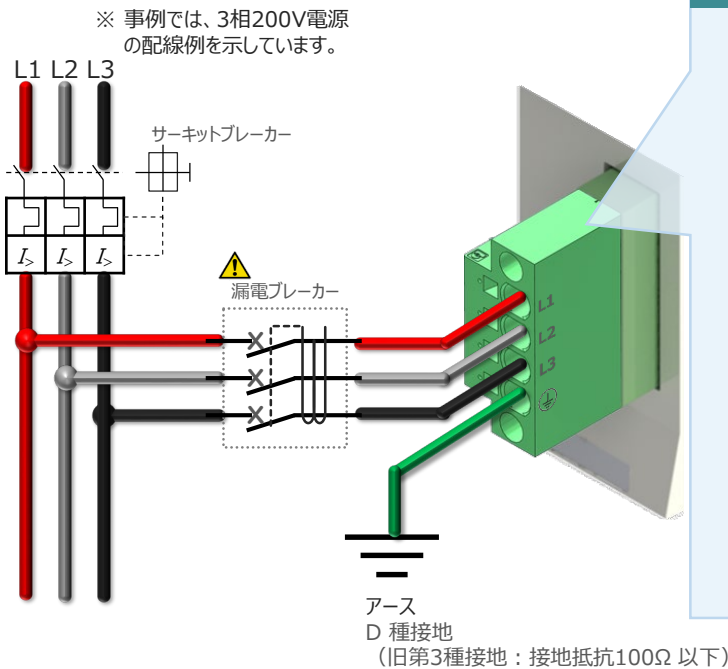 ※ 事例では、3相200V電源
の配線例を示しています。
L1 L2 L3
サーキットブレーカー
I> I> I>
漏電ブレーカー
L1
L2
L3
アース
D 種接地
（旧第3種接地：接地抵抗100Ω 以下）